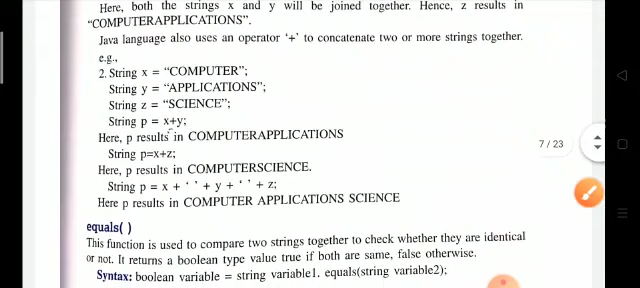 Here, both the strings x and y will be joined together. Hence, z results in
“COMPUTERAPPLICATIONS”.
Java language also uses an operator ‘+’ to concatenate two or more strings together.
e.g.,
2. String x = “COMPUTER”;
String y = “APPLICATIONS”;
String z = “SCIENCE”;
String p = x+y;
Here, p results in COMPUTERAPPLICATIONS
String p=x+z;
Here, p results in COMPUTERSCIENCE.
String p = x + ‘ ’ + y + ‘ ’ + z;
Here p results in COMPUTER APPLICATIONS SCIENCE
7 / 23
equals( )
This function is used to compare two strings together to check whether they are identical
or not. It returns a boolean type value true if both are same, false otherwise.
Syntax: boolean variable = string variable1. equals(string variable2);